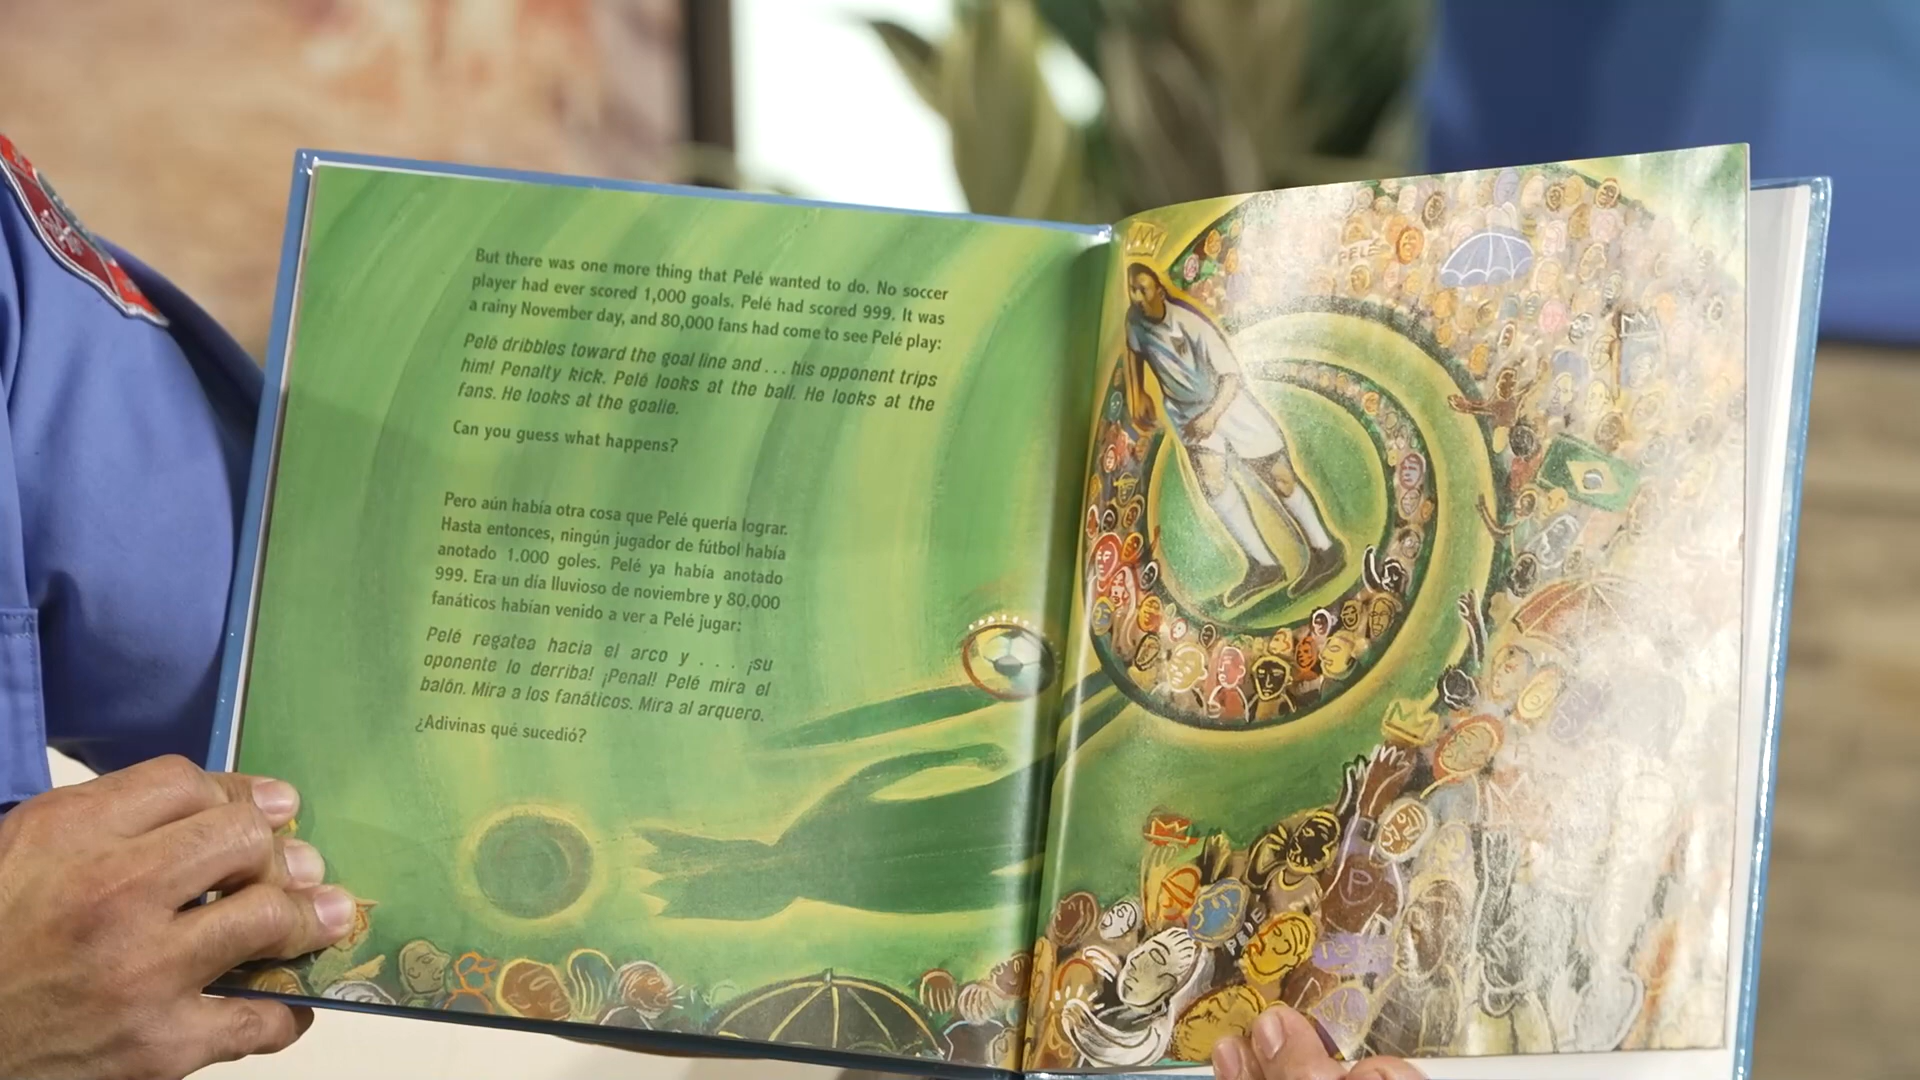 But there was one more thing that Pelé wanted to do. No soccer
player had ever scored 1,000 goals. Pelé had scored 999. It was
a rainy November day, and 80,000 fans had come to see Pelé play:
Pelé dribbles toward the goal line and . . . his opponent trips
him! Penalty kick. Pelé looks at the ball. He looks at the
fans. He looks at the goalie.
Can you guess what happens?
Pero aún había otra cosa que Pelé quería lograr.
Hasta entonces, ningún jugador de fútbol había
anotado 1.000 goles. Pelé ya había anotado
999. Era un día lluvioso de noviembre y 80.000
fanáticos habían venido a ver a Pelé jugar:
Pelé regatea hacia el arco y . . . ¡su
oponente lo derriba! ¡Penal! Pelé mira el
balón. Mira a los fanáticos. Mira al arquero.
¿Adivinas qué sucedió?
PELÉ
P